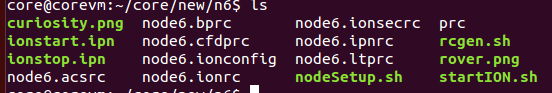 core@corevm:~/core/new/n6$ ls
curiosity.png node6.bprc node6.ionsecrc prc
ionstart.ipn node6.cfdprc node6.ipnrc rcgen.sh
ionstop.ipn node6.ionconfig node6.ltprc rover.png
node6.acsrc node6.ionrc nodeSetup.sh startION.sh
core@corevm:~/core/new/n6$